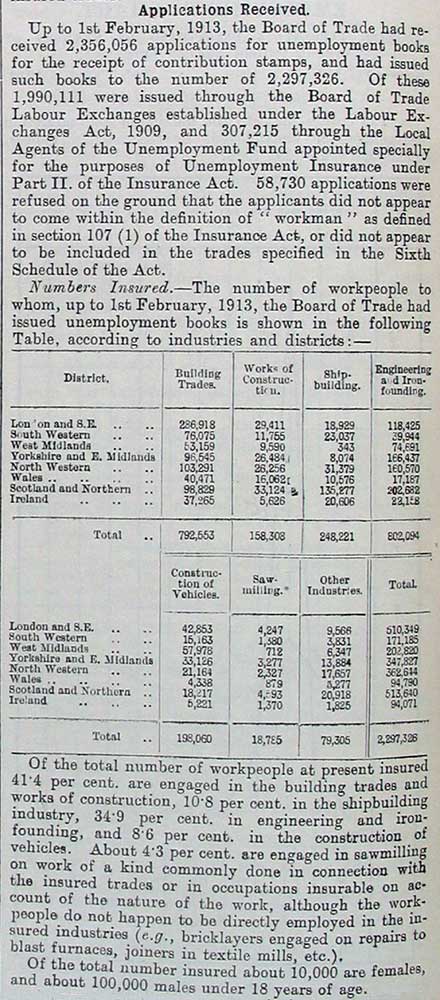 Applications Received.
Up to 1st February, 1913, the Board of Trade had re-
ceived 2,356,056 applications for unemployment books
for the receipt of contribution stamps, and had issued
such books to the number of 2,297,326. Of these
1,990,111 were issued through the Board of Trade
Labour Exchanges established under the Labour Ex-
changes Act, 1909, and 307,215 through the Local
Agents of the Unemployment Fund appointed specially
for the purposes of Unemployment Insurance under
Part II. of the Insurance Act. 58,730 applications were
refused on the ground that the applicants did not appear
to come within the definition of “workman” as defined
in section 107 (1) of the Insurance Act, or did not appear
to be included in the trades specified in the Sixth
Schedule of the Act.
Numbers Insured.—The number of workpeople to
whom, up to 1st February, 1913, the Board of Trade had
issued unemployment books is shown in the following
Table, according to industries and districts:—
District. Building Trades. Works of Construc-tion. Ship-building. Engineering and Iron-founding.
London and S.E. .. .. 286,918 29,411 18,929 118,425
South Western .. .. 76,075 11,755 23,037 39,944
West Midlands .. .. 53,159 9,590 343 74,691
Yorkshire and E. Midlands 96,545 26,484 8,074 166,437
North Western .. .. 103,291 26,256 31,379 160,570
Wales .. .. .. .. 40,471 16,062 10,576 17,187
Scotland and Northern .. 98,829 33,124 135,277 202,682
Ireland .. .. .. 37,265 5,626 20,606 22,158
Total .. 792,553 158,308 248,221 802,094
Construc-tion of Vehicles. Saw-milling.* Other Industries. Total.
London and S.E. .. .. 42,853 4,247 9,566 510,349
South Western .. .. 15,163 1,380 3,831 171,185
West Midlands .. .. 57,978 712 6,347 202,820
Yorkshire and E. Midlands 33,126 3,277 13,884 347,827
North Western .. .. 21,164 2,327 17,657 362,644
Wales .. .. .. .. 4,338 879 5,277 94,790
Scotland and Northern .. 18,217 4,593 20,918 513,640
Ireland .. .. .. 5,221 1,370 1,825 94,071
Total .. 198,060 18,785 79,305 2,297,326
Of the total number of workpeople at present insured
41·4 per cent. are engaged in the building trades and
works of construction, 10·8 per cent. in the shipbuilding
industry, 34·9 per cent. in engineering and iron-
founding, and 8·6 per cent. in the construction of
vehicles. About 4·3 per cent. are engaged in sawmilling
on work of a kind commonly done in connection with
the insured trades or in occupations insurable on ac-
count of the nature of the work, although the work-
people do not happen to be directly employed in the in-
sured industries (e.g., bricklayers engaged on repairs to
blast furnaces, joiners in textile mills, etc.).
Of the total number insured about 10,000 are females,
and about 100,000 males under 18 years of age.